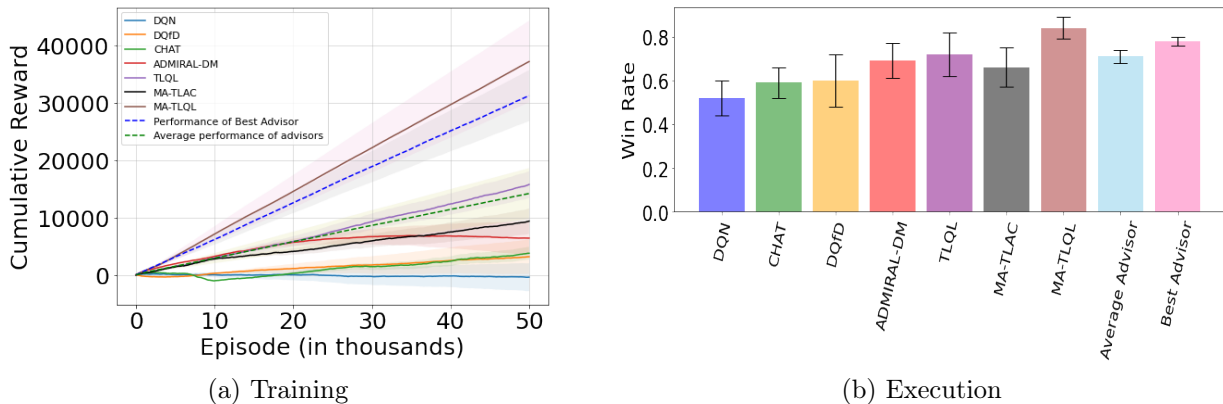 DQN
DQfD
CHAT
ADMIRAL-DM
TLQL
MA-TLAC
MA-TLQL
Performance of Best Advisor
Average performance of advisors
Cumulative Reward
40000
30000
20000
10000
0
0 10 20 30 40 50
Episode (in thousands)
(a) Training
Win Rate
0.8
0.6
0.4
0.2
0.0
DQN
CHAT
DQfD
ADMIRAL-DM
TLQL
MA-TLAC
MA-TLQL
Average Advisor
Best Advisor
(b) Execution